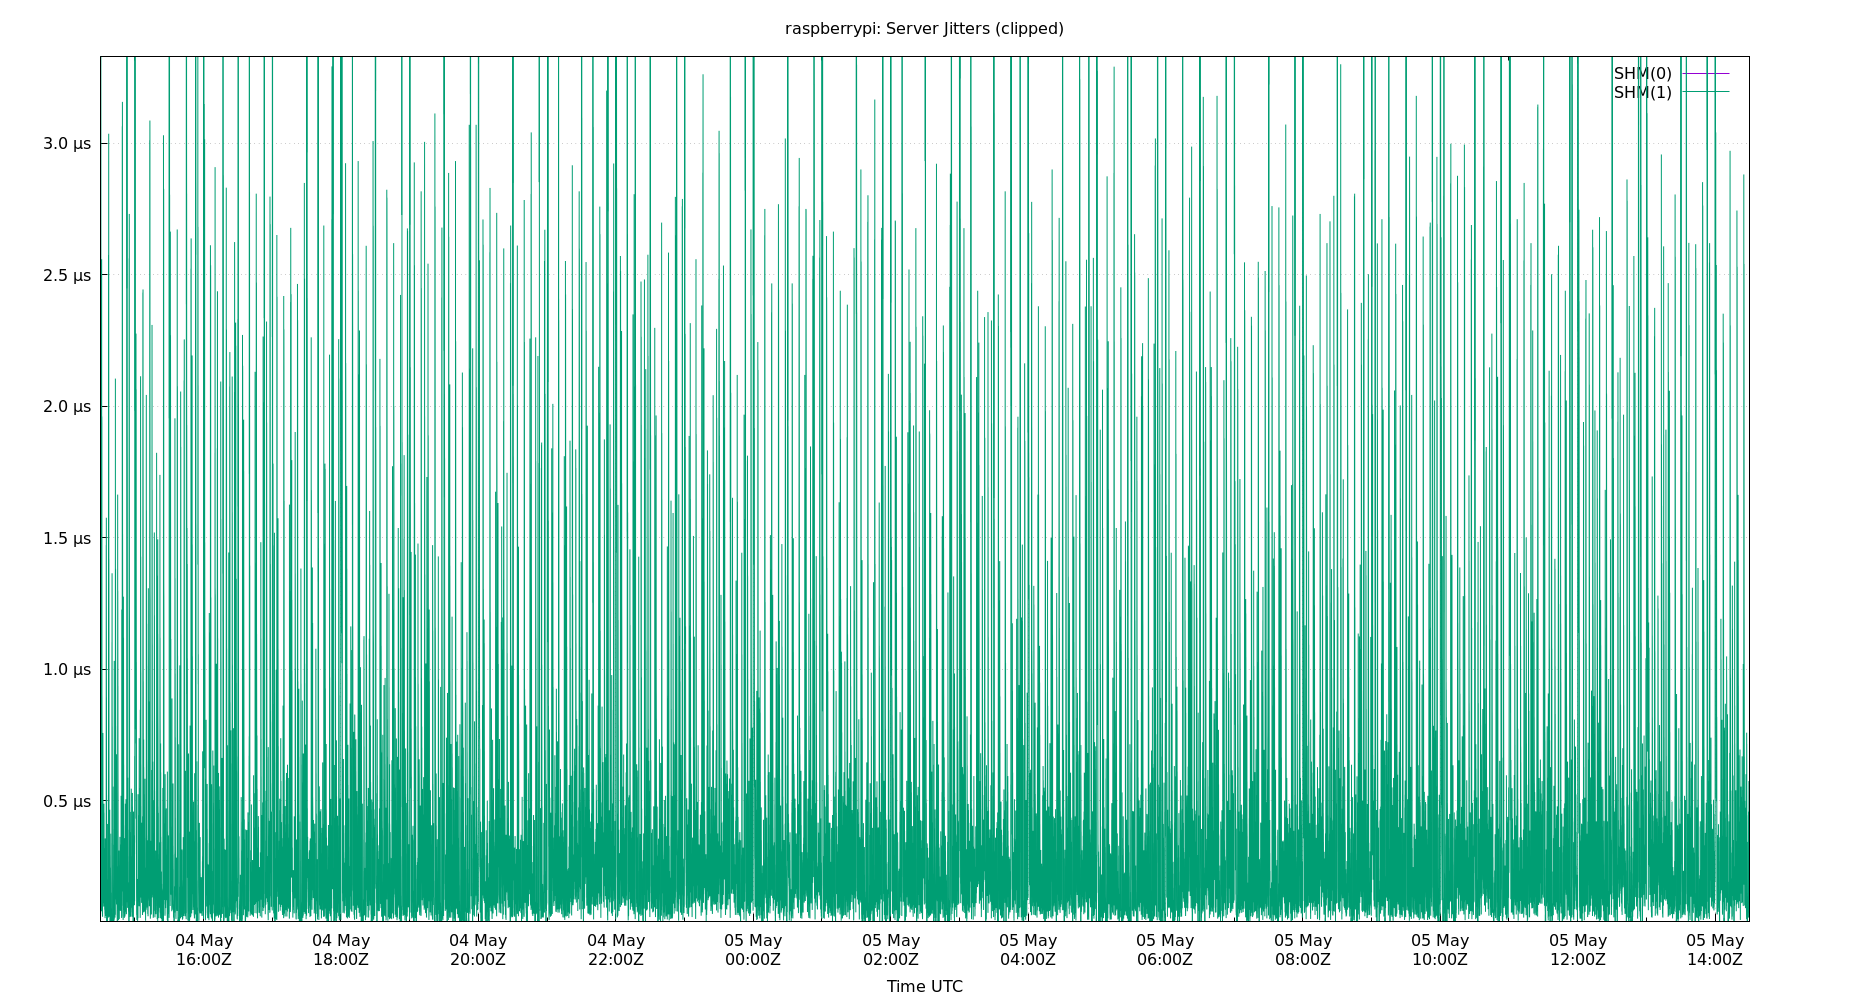 raspberrypi: Server Jitters (clipped)
SHM(0)
SHM(1)
3.0 µs
2.5 µs
2.0 µs
1.5 µs
1.0 µs
0.5 µs
04 May 04 May 04 May 04 May 05 May 05 May 05 May 05 May 05 May 05 May 05 May 05 May
16:00Z 18:00Z 20:00Z 22:00Z 00:00Z 02:00Z 04:00Z 06:00Z 08:00Z 10:00Z 12:00Z 14:00Z
Time UTC